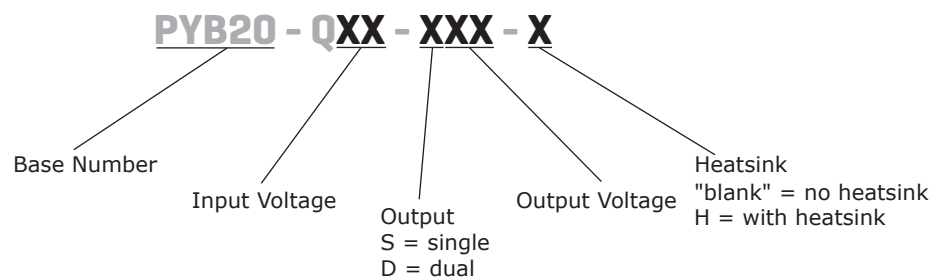 PYB20 - QXX - XXX - X
Base Number
Input Voltage
Output
S = single
D = dual
Output Voltage
Heatsink
"blank" = no heatsink
H = with heatsink